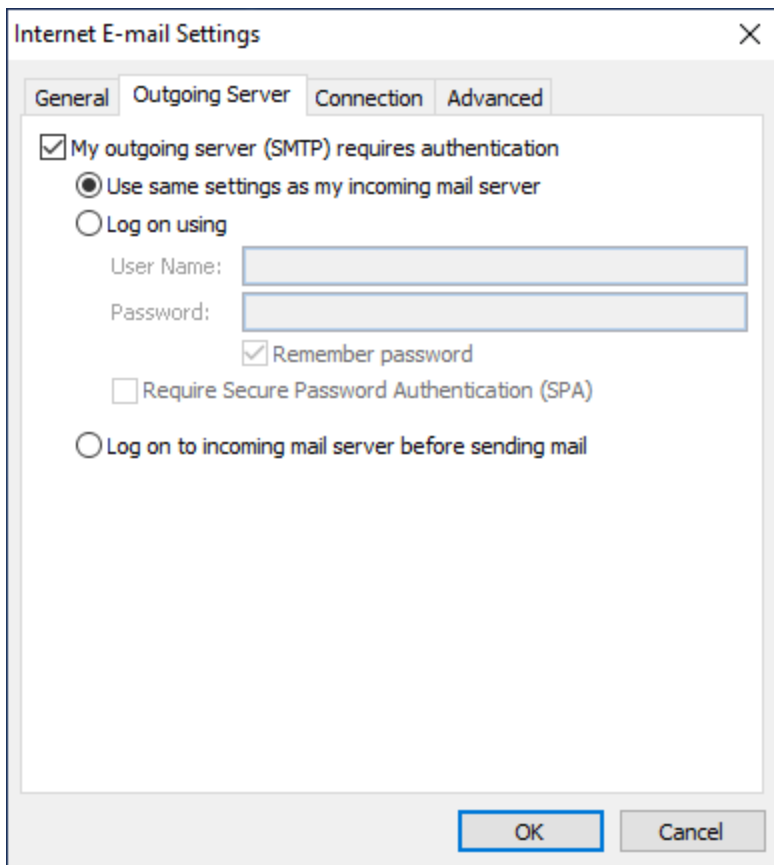 Internet E-mail Settings
General Outgoing Server Connection Advanced
My outgoing server (SMTP) requires authentication
Use same settings as my incoming mail server
Log on using
User Name:
Password:
Remember password
Require Secure Password Authentication (SPA)
Log on to incoming mail server before sending mail
OK Cancel